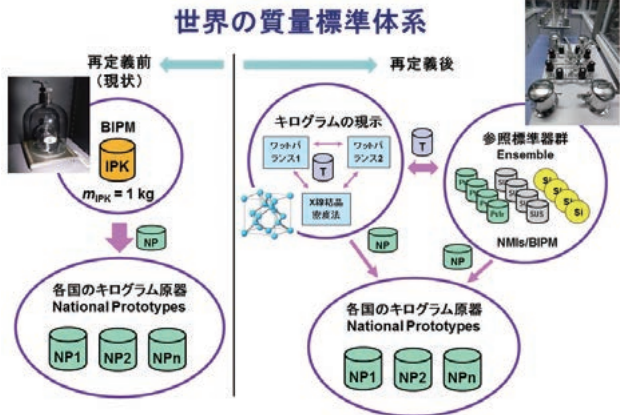 世界の質量標準体系
再定義前
（現状）
再定義後
BIPM
IPK
mIPK = 1 kg
NP
各国のキログラム原器
National Prototypes
NP1 NP2 NPn
キログラムの現示
ワットバ
ランス1
ワットバ
ランス2
T
X線結晶
密度法
T
参照標準器群
Ensemble
PtIr
SUS
SUS
Si
Si
Si
Si
NMIs/BIPM
NP
NP
各国のキログラム原器
National Prototypes
NP1 NP2 NPn